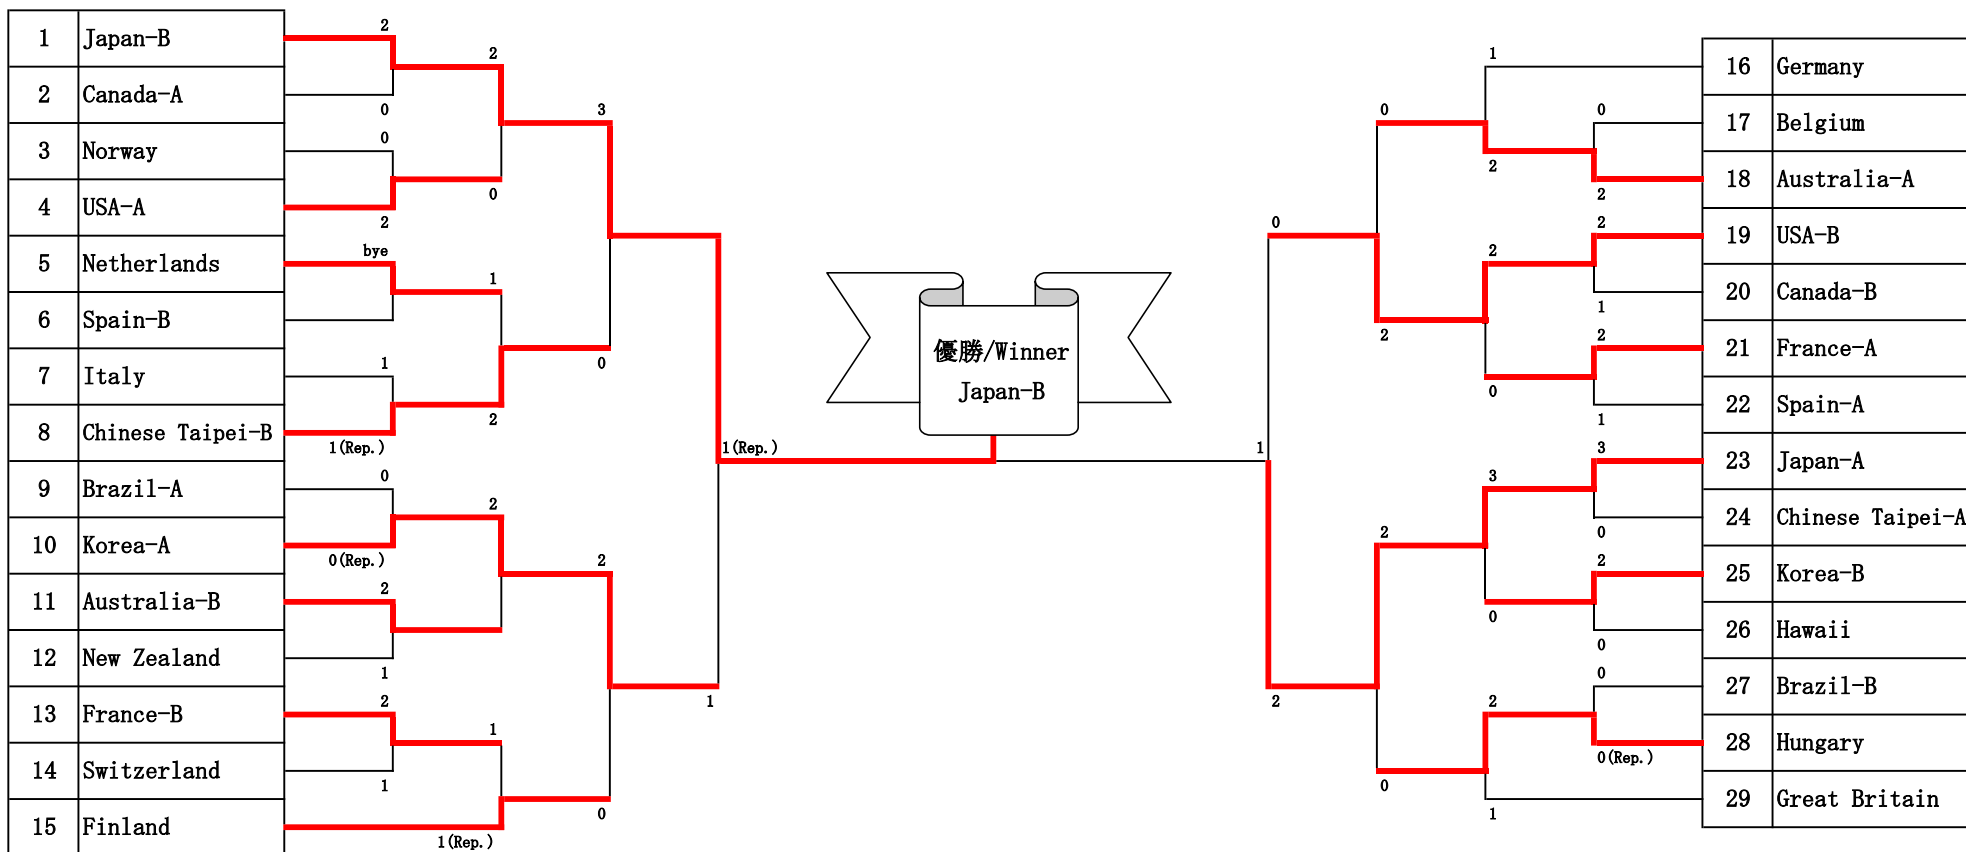 1 Japan-B
2 Canada-A
3 Norway
4 USA-A
5 Netherlands
6 Spain-B
7 Italy
8 Chinese Taipei-B
9 Brazil-A
10 Korea-A
11 Australia-B
12 New Zealand
13 France-B
14 Switzerland
15 Finland
2
0
0
2
bye
1
1(Rep.)
0
0(Rep.)
2
1
2
1
2
0
1
2
2
1
1(Rep.)
3
0
2
0
1(Rep.)
1
優勝/Winner
Japan-B
1
0
2
0
2
2
0
1
2
2
0
3
0
2
1
0
2
2
1
2
1
3
0
2
0
0
0(Rep.)
16 Germany
17 Belgium
18 Australia-A
19 USA-B
20 Canada-B
21 France-A
22 Spain-A
23 Japan-A
24 Chinese Taipei-A
25 Korea-B
26 Hawaii
27 Brazil-B
28 Hungary
29 Great Britain